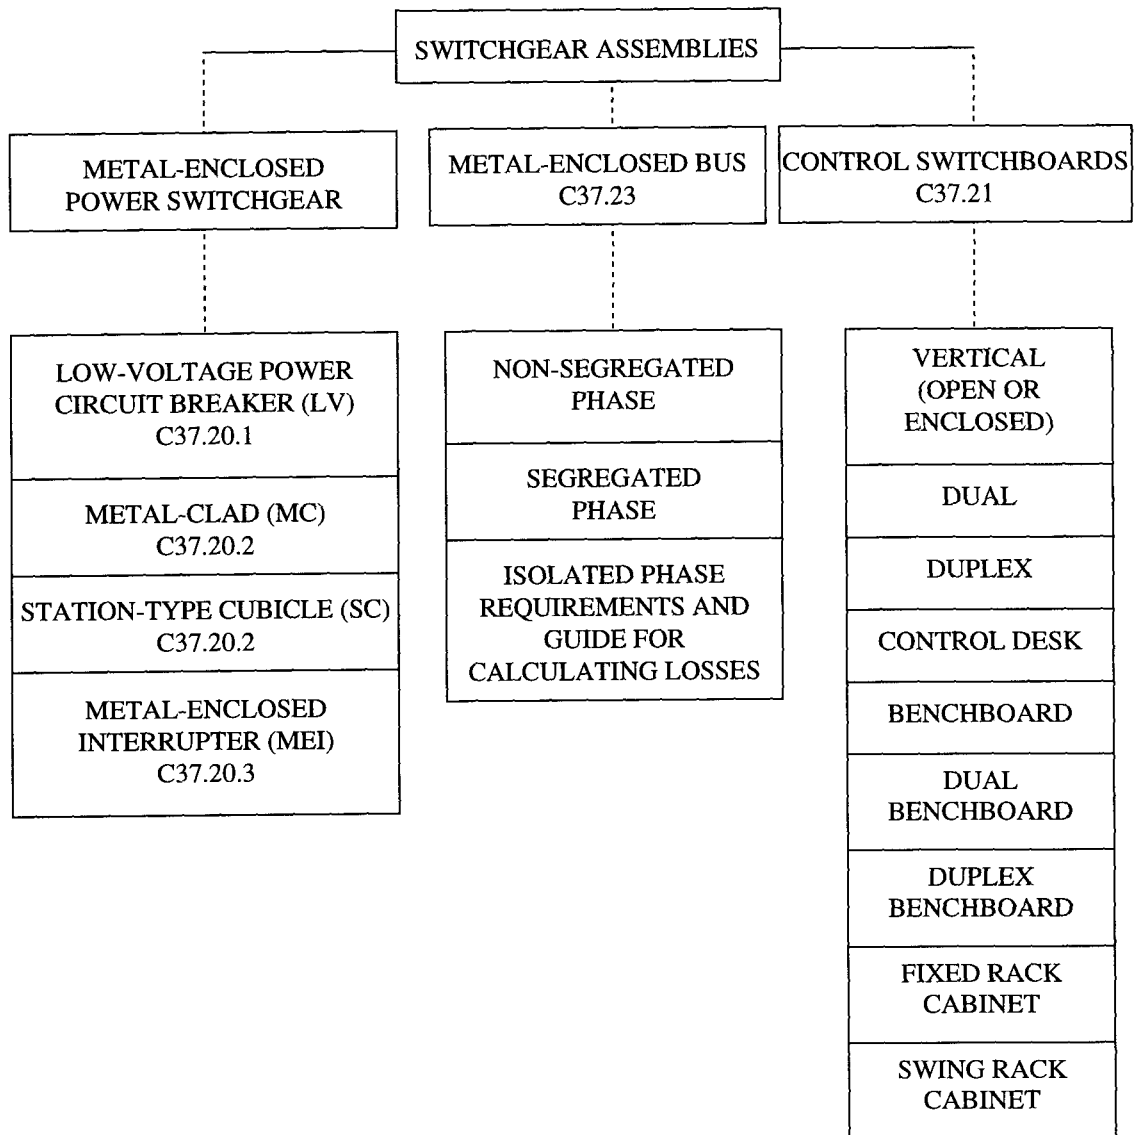 SWITCHGEAR ASSEMBLIES
METAL-ENCLOSED
POWER SWITCHGEAR
METAL-ENCLOSED BUS
C37.23
CONTROL SWITCHBOARDS
C37.21
LOW-VOLTAGE POWER
CIRCUIT BREAKER (LV)
C37.20.1
METAL-CLAD (MC)
C37.20.2
STATION-TYPE CUBICLE (SC)
C37.20.2
METAL-ENCLOSED
INTERRUPTER (MEI)
C37.20.3
NON-SEGREGATED
PHASE
SEGREGATED
PHASE
ISOLATED PHASE
REQUIREMENTS AND
GUIDE FOR
CALCULATING LOSSES
VERTICAL
(OPEN OR
ENCLOSED)
DUAL
DUPLEX
CONTROL DESK
BENCHBOARD
DUAL
BENCHBOARD
DUPLEX
BENCHBOARD
FIXED RACK
CABINET
SWING RACK
CABINET